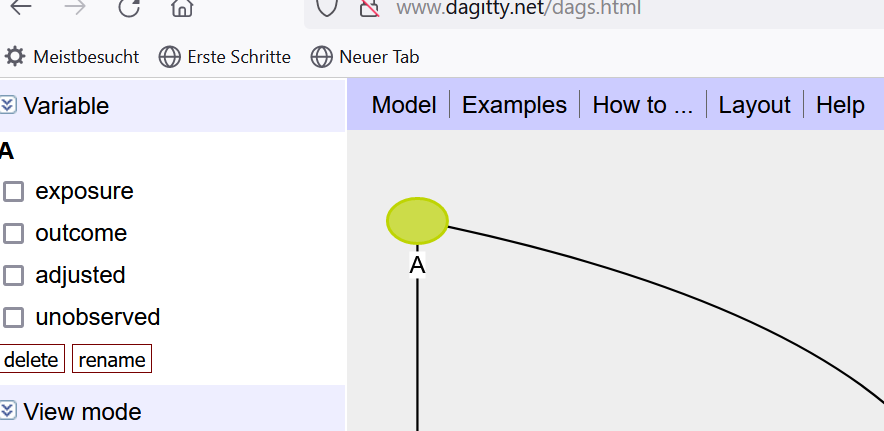 www.dagitty.net/dags.html
Meistbesucht Erste Schritte Neuer Tab
Variable
Model Examples How to ... Layout Help
A
exposure
outcome
adjusted
unobserved
delete rename
View mode
A